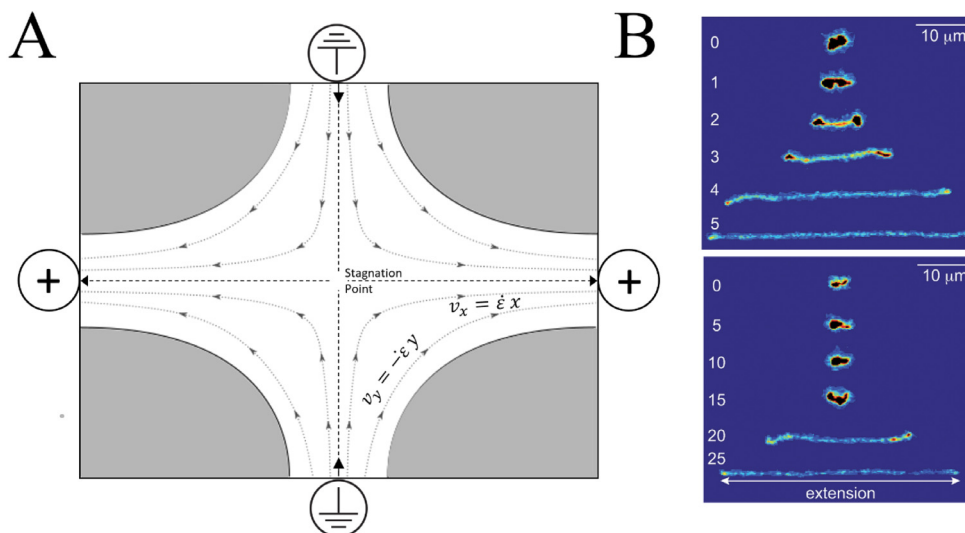 A
+
+
Stagnation
Point
v_x = ε̇ x
v_y = −ε̇ y
B
10 μm
0
1
2
3
4
5
10 μm
0
5
10
15
20
25
extension